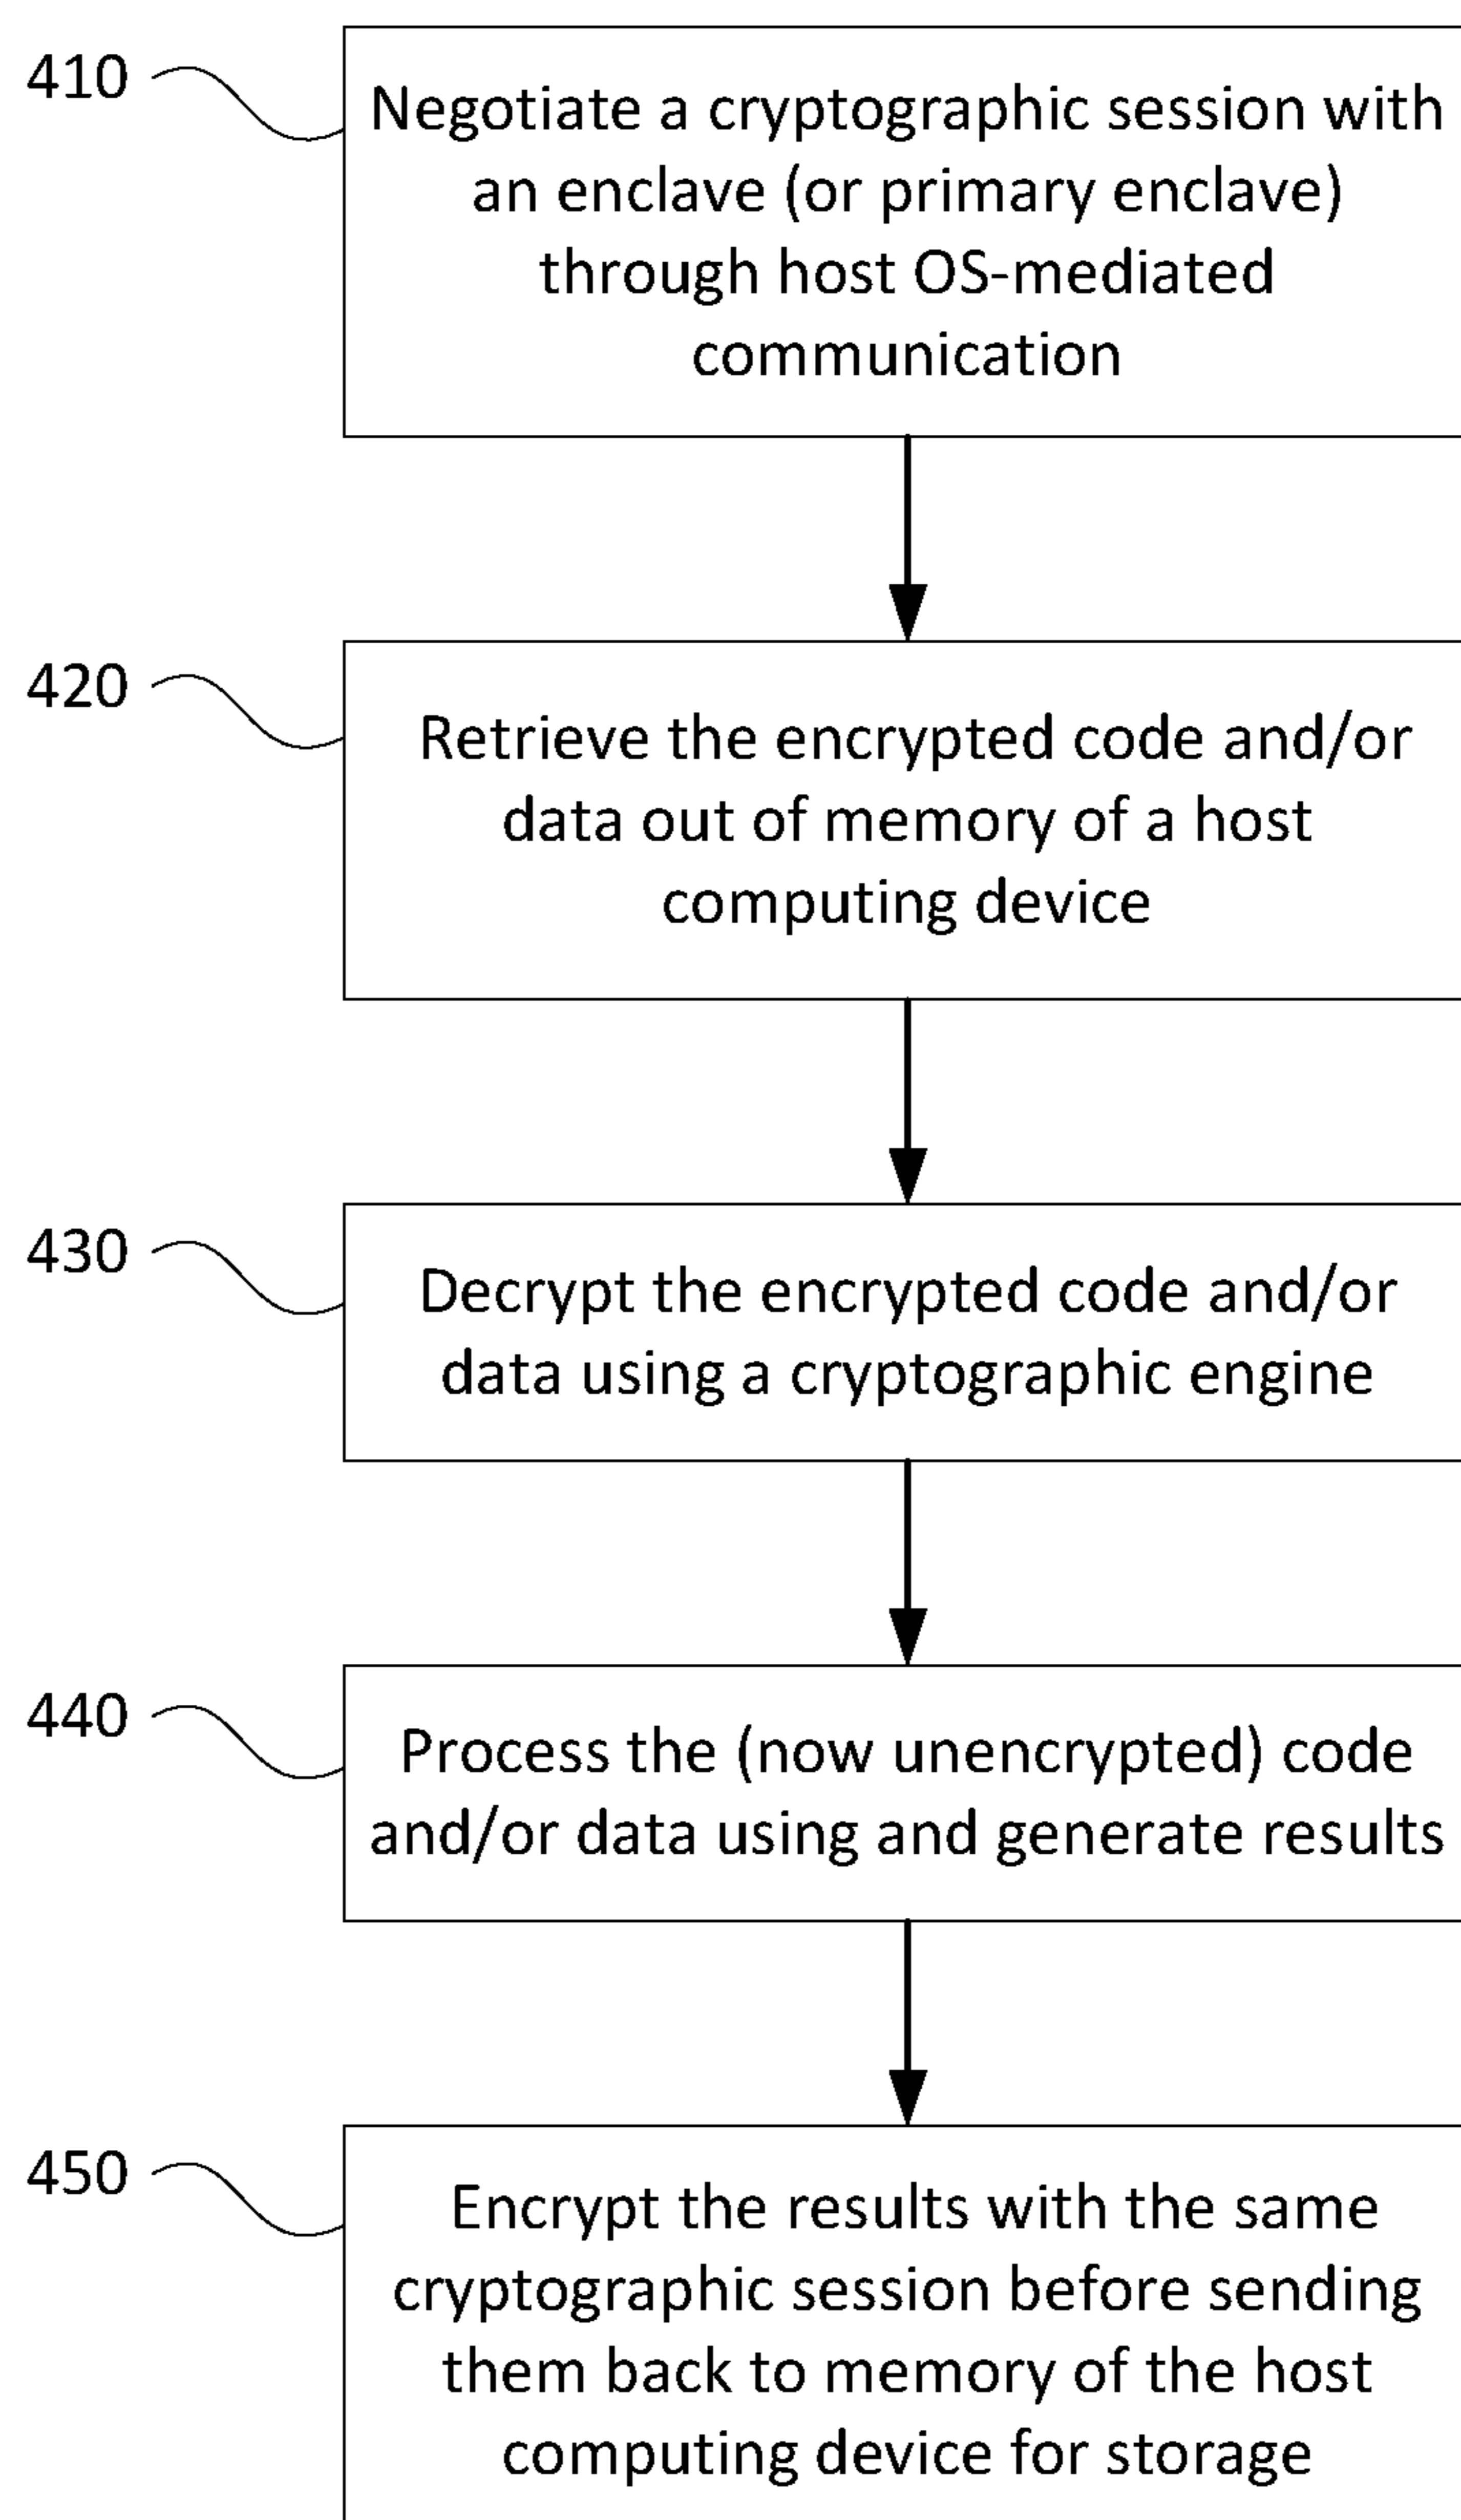 410
Negotiate a cryptographic session with
an enclave (or primary enclave)
through host OS-mediated
communication
420
Retrieve the encrypted code and/or
data out of memory of a host
computing device
430
Decrypt the encrypted code and/or
data using a cryptographic engine
440
Process the (now unencrypted) code
and/or data using and generate results
450
Encrypt the results with the same
cryptographic session before sending
them back to memory of the host
computing device for storage